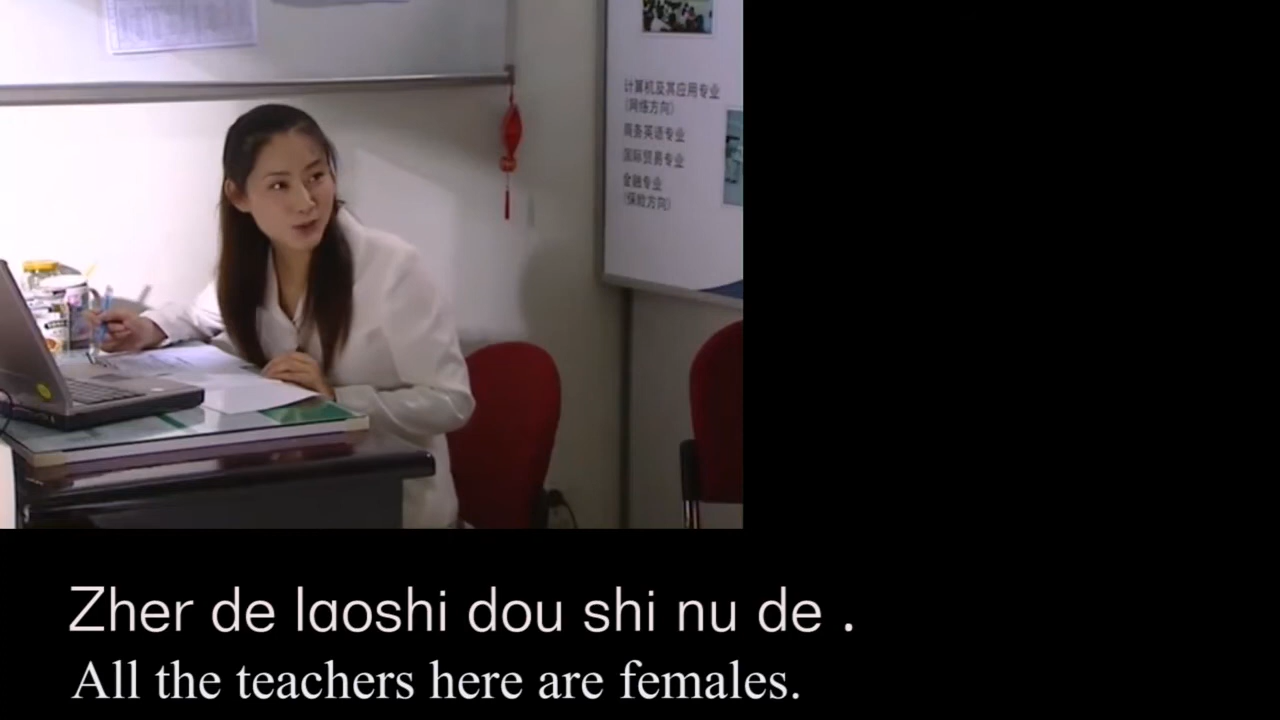 计算机及其应用专业
(网络方向)
商务英语专业
国际贸易专业
金融专业
(保险方向)
Zher de laoshi dou shi nu de .
All the teachers here are females.